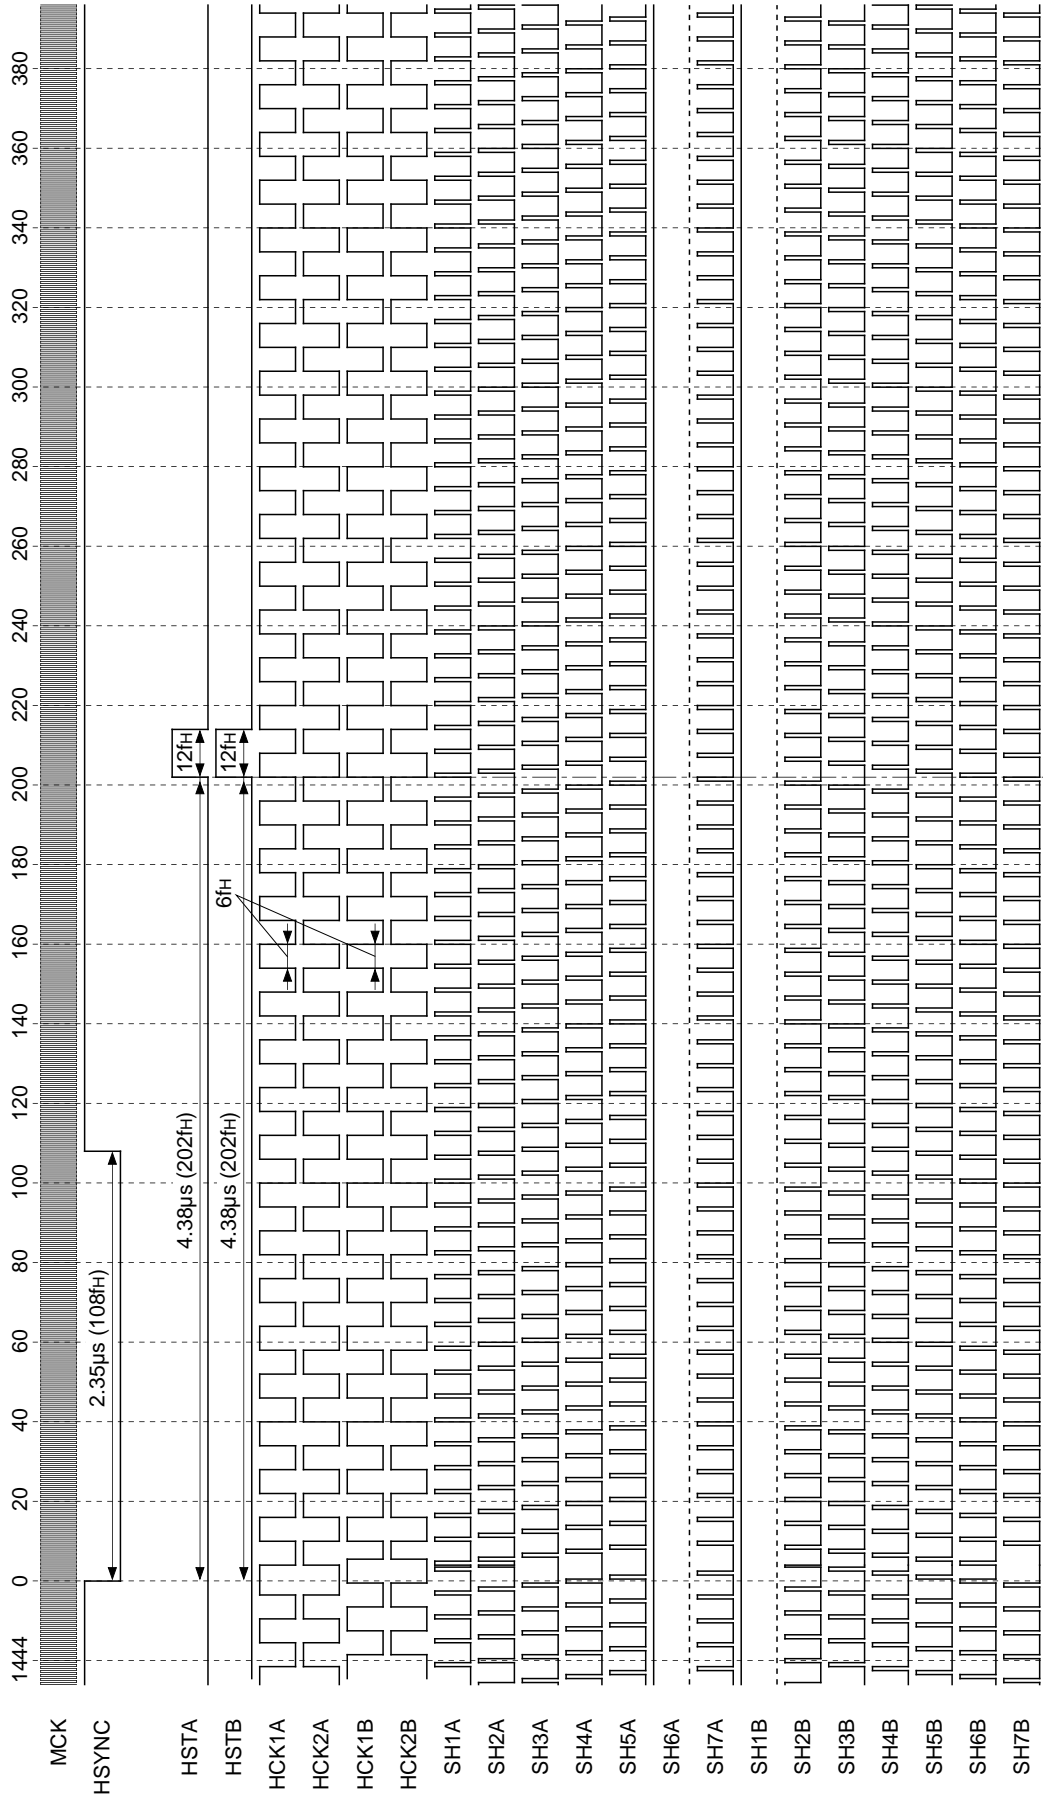 MCK
HSYNC
HSTA
HSTB
HCK1A
HCK2A
HCK1B
HCK2B
SH1A
SH2A
SH3A
SH4A
SH5A
SH6A
SH7A
SH1B
SH2B
SH3B
SH4B
SH5B
SH6B
SH7B
1444
0
20
40
60
80
100
120
140
160
180
200
220
240
260
280
300
320
340
360
380
2.35µs (108fH)
4.38µs (202fH)
12fH
4.38µs (202fH)
12fH
6fH